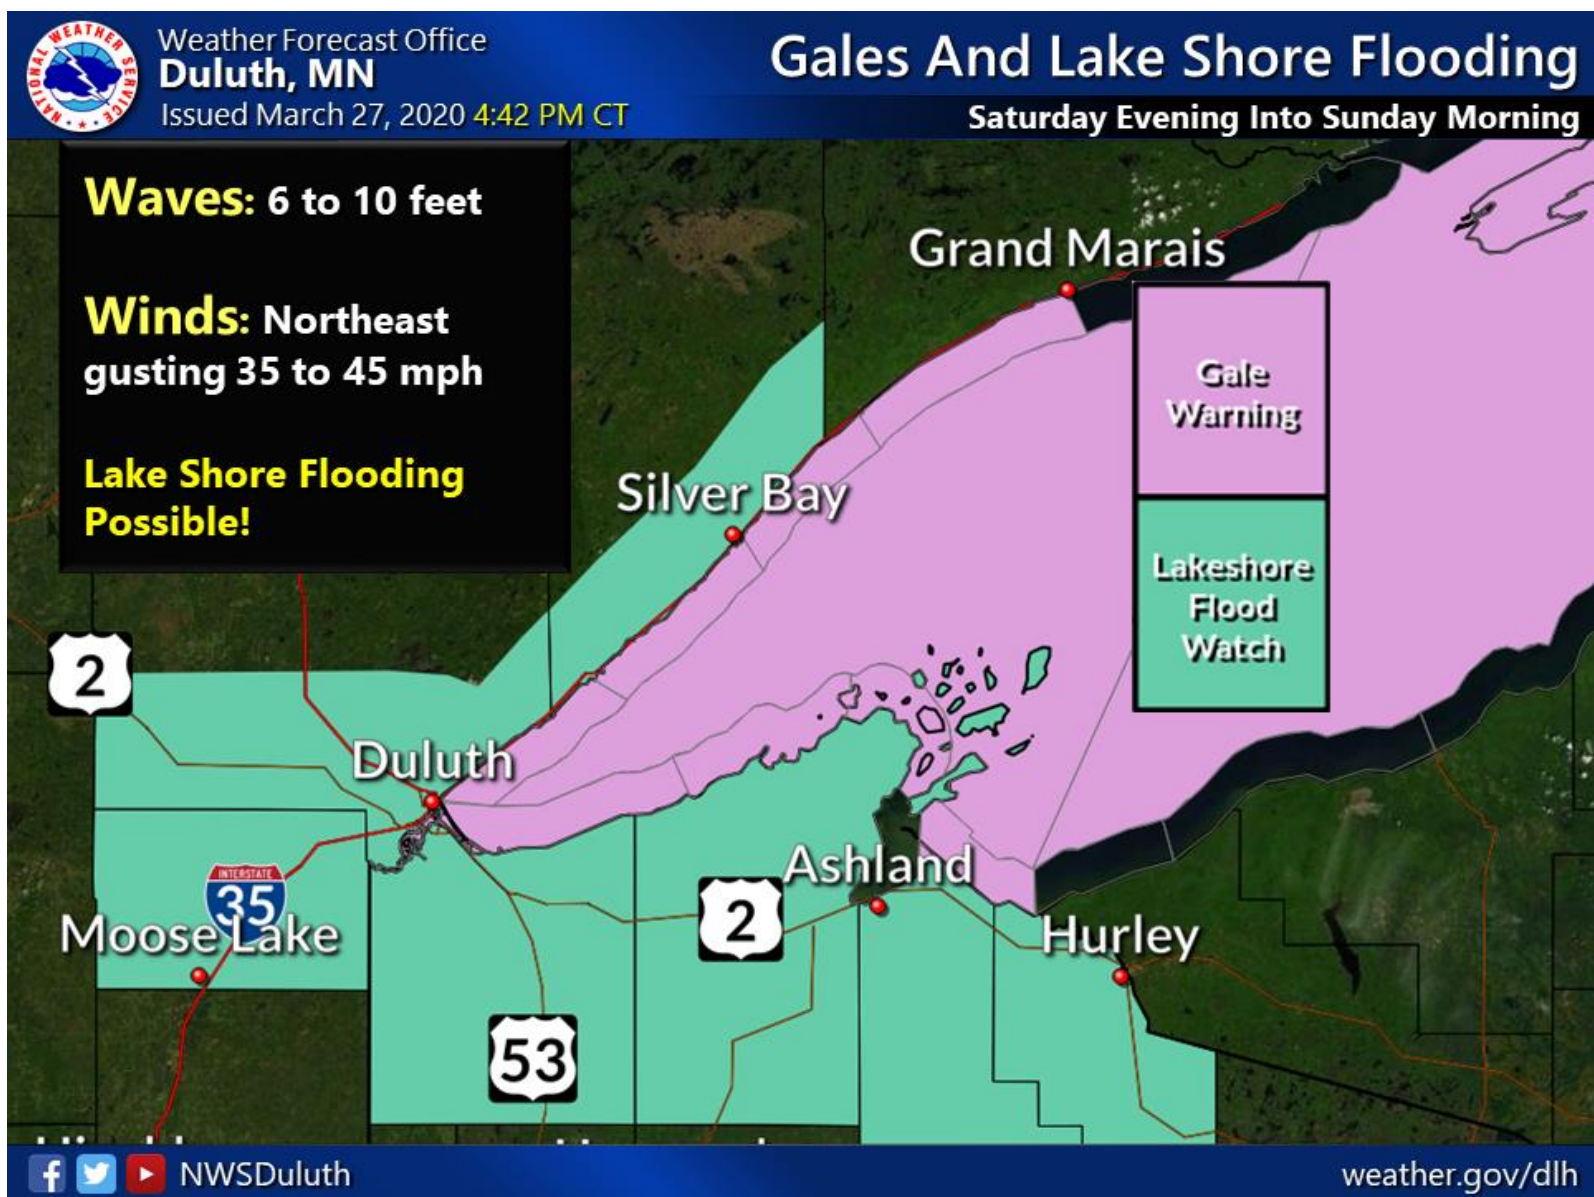 NATIONAL WEATHER SERVICE
Weather Forecast Office
Duluth, MN
Issued March 27, 2020 4:42 PM CT
Gales And Lake Shore Flooding
Saturday Evening Into Sunday Morning
Waves: 6 to 10 feet
Winds: Northeast
gusting 35 to 45 mph
Lake Shore Flooding
Possible!
Grand Marais
Gale
Warning
Silver Bay
Lakeshore
Flood
Watch
2
Duluth
Ashland
INTERSTATE
35
2
Moose Lake
Hurley
53
NWSDuluth
weather.gov/dlh